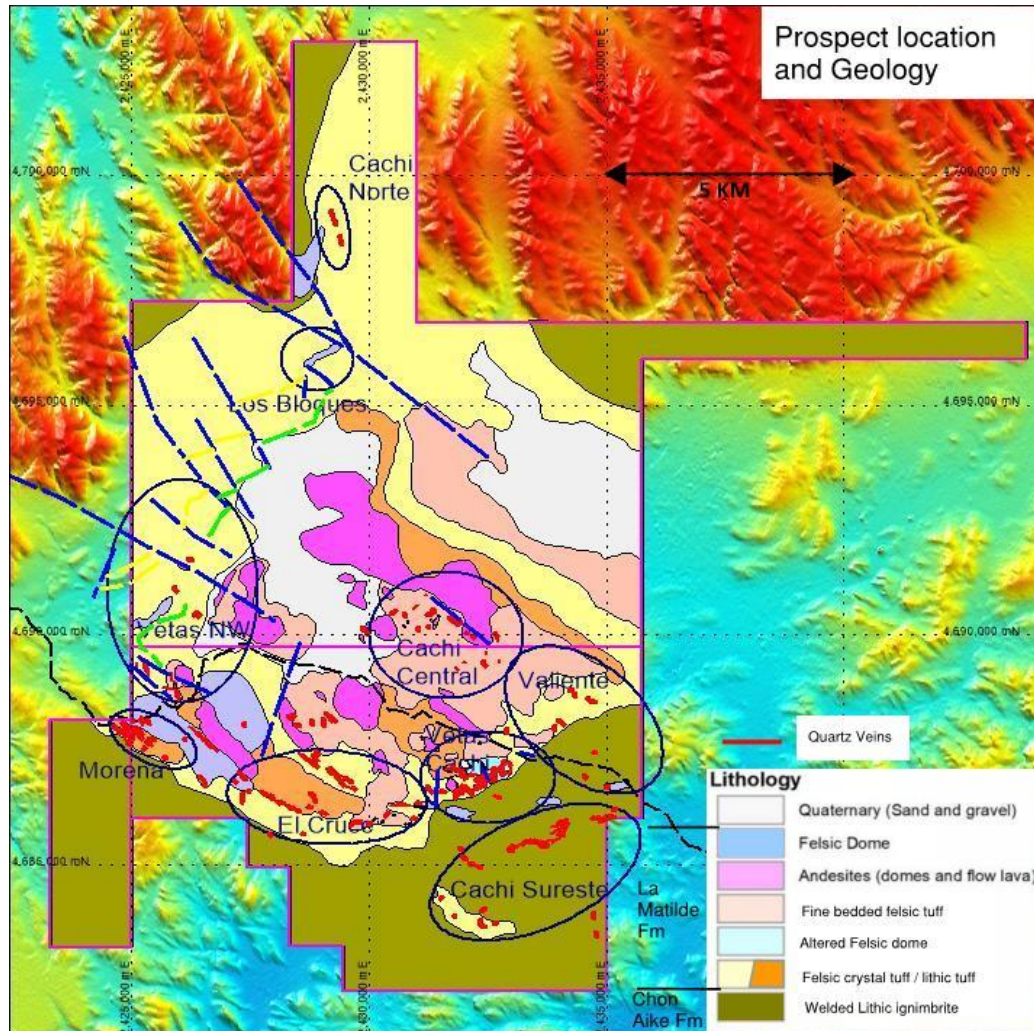 Prospect location
and Geology
2,425,000 m E
2,430,000 m E
2,435,000 m E
4,700,000 mN
4,700,000 mN
5 KM
Cachi
Norte
Los Bloques
4,695,000 mN
4,695,000 mN
Vetas NW
4,690,000 mN
4,690,000 mN
Cachi
Central
Valiente
Vetas
Cachi
Morena
El Cruce
4,685,000 mN
Cachi Sureste
Quartz Veins
Lithology
Quaternary (Sand and gravel)
Felsic Dome
Andesites (domes and flow lava)
Fine bedded felsic tuff
Altered Felsic dome
Felsic crystal tuff / lithic tuff
Welded Lithic ignimbrite
La
Matilde
Fm
Chon
Aike Fm
2,425,000 m E
2,430,000 m E
2,435,000 m E